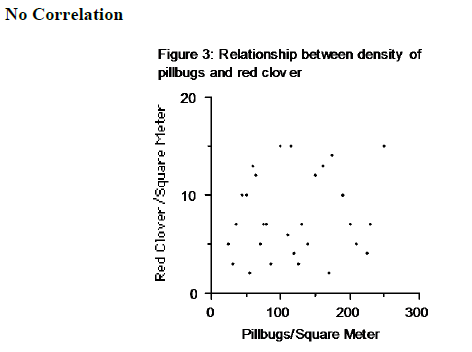 No Correlation
Figure 3: Relationship between density of
pillbugs and red clover
20
10
0
Red Clover/Square Meter
0 100 200 300
Pillbugs/Square Meter